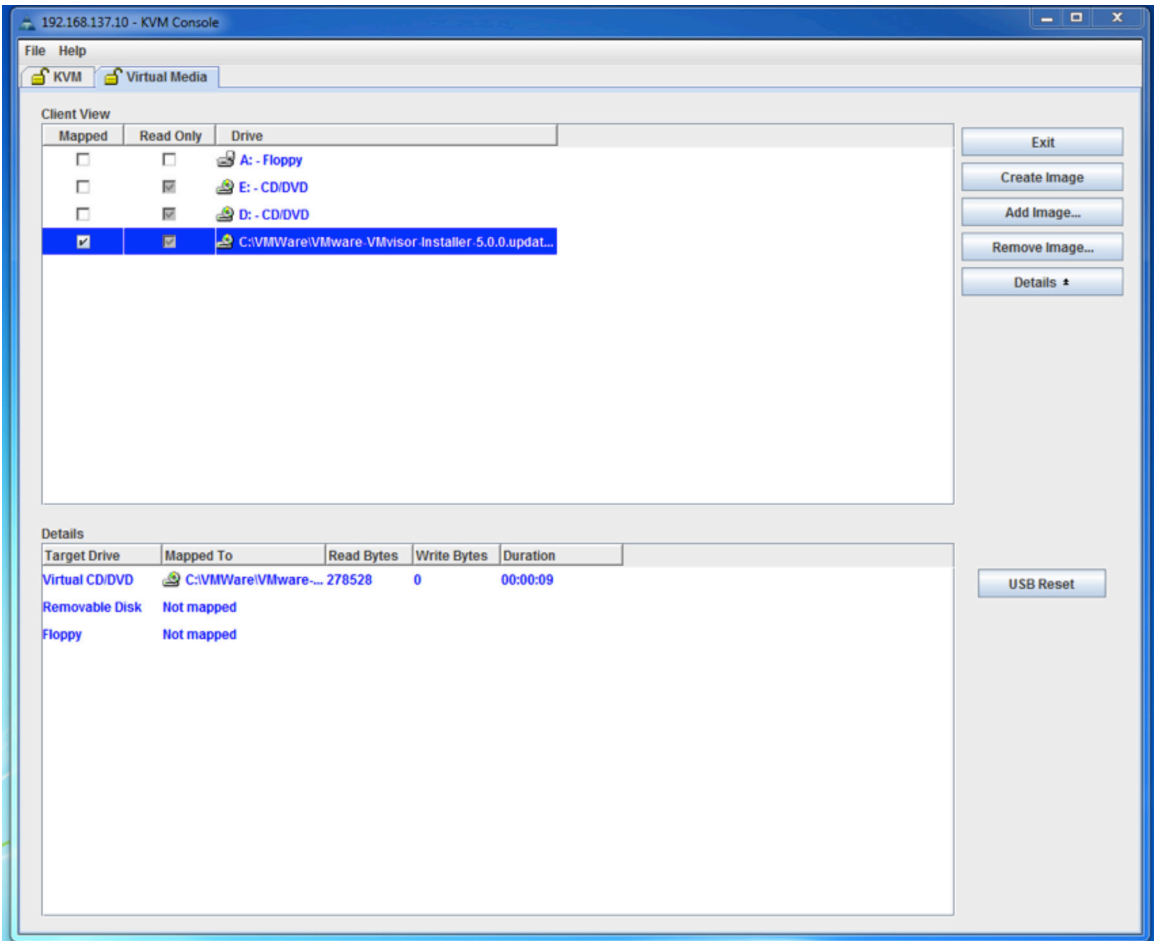 192.168.137.10 - KVM Console
File Help
KVM Virtual Media
Client View
Mapped Read Only Drive
A: - Floppy
E: - CD/DVD
D: - CD/DVD
C:\VMWare\VMware-VMvisor-Installer-5.0.0.updat...
Exit
Create Image
Add Image...
Remove Image...
Details
Details
Target Drive Mapped To Read Bytes Write Bytes Duration
Virtual CD/DVD C:\VMWare\VMware-... 278528 0 00:00:09
Removable Disk Not mapped
Floppy Not mapped
USB Reset